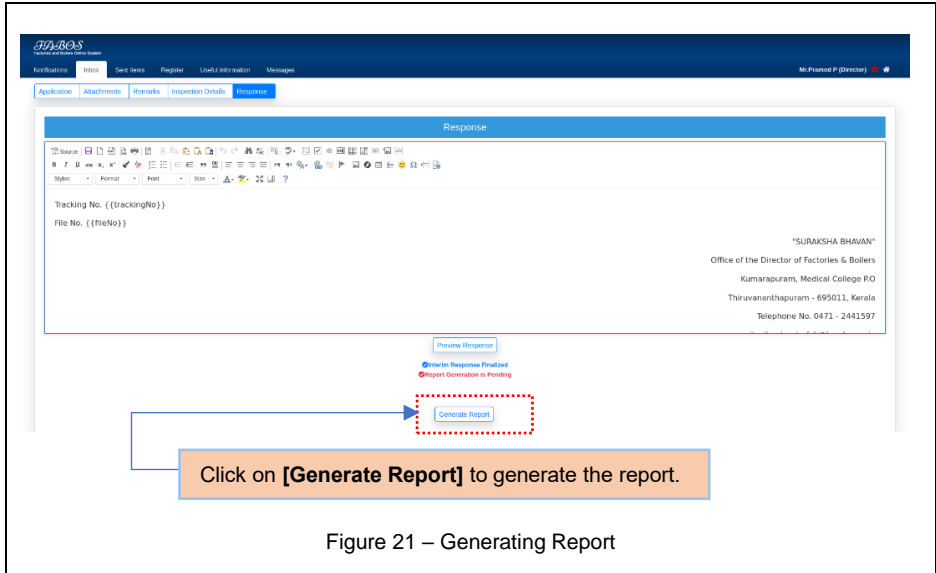 FABOS
Factories and Boilers Online System
Notifications Inbox Sent Items Register Useful Information Messages Mr.Pramod P (Director)
Application Attachments Remarks Inspection Details Response
Response
Source
Styles Format Font Size
Tracking No. {{trackingNo}}
File No. {{fileNo}}
"SURAKSHA BHAVAN"
Office of the Director of Factories & Boilers
Kumarapuram, Medical College P.O
Thiruvananthapuram - 695011, Kerala
Telephone No. 0471 - 2441597
Preview Response
Interim Response Finalized
Report Generation is Pending
Generate Report
Click on [Generate Report] to generate the report.
Figure 21 – Generating Report